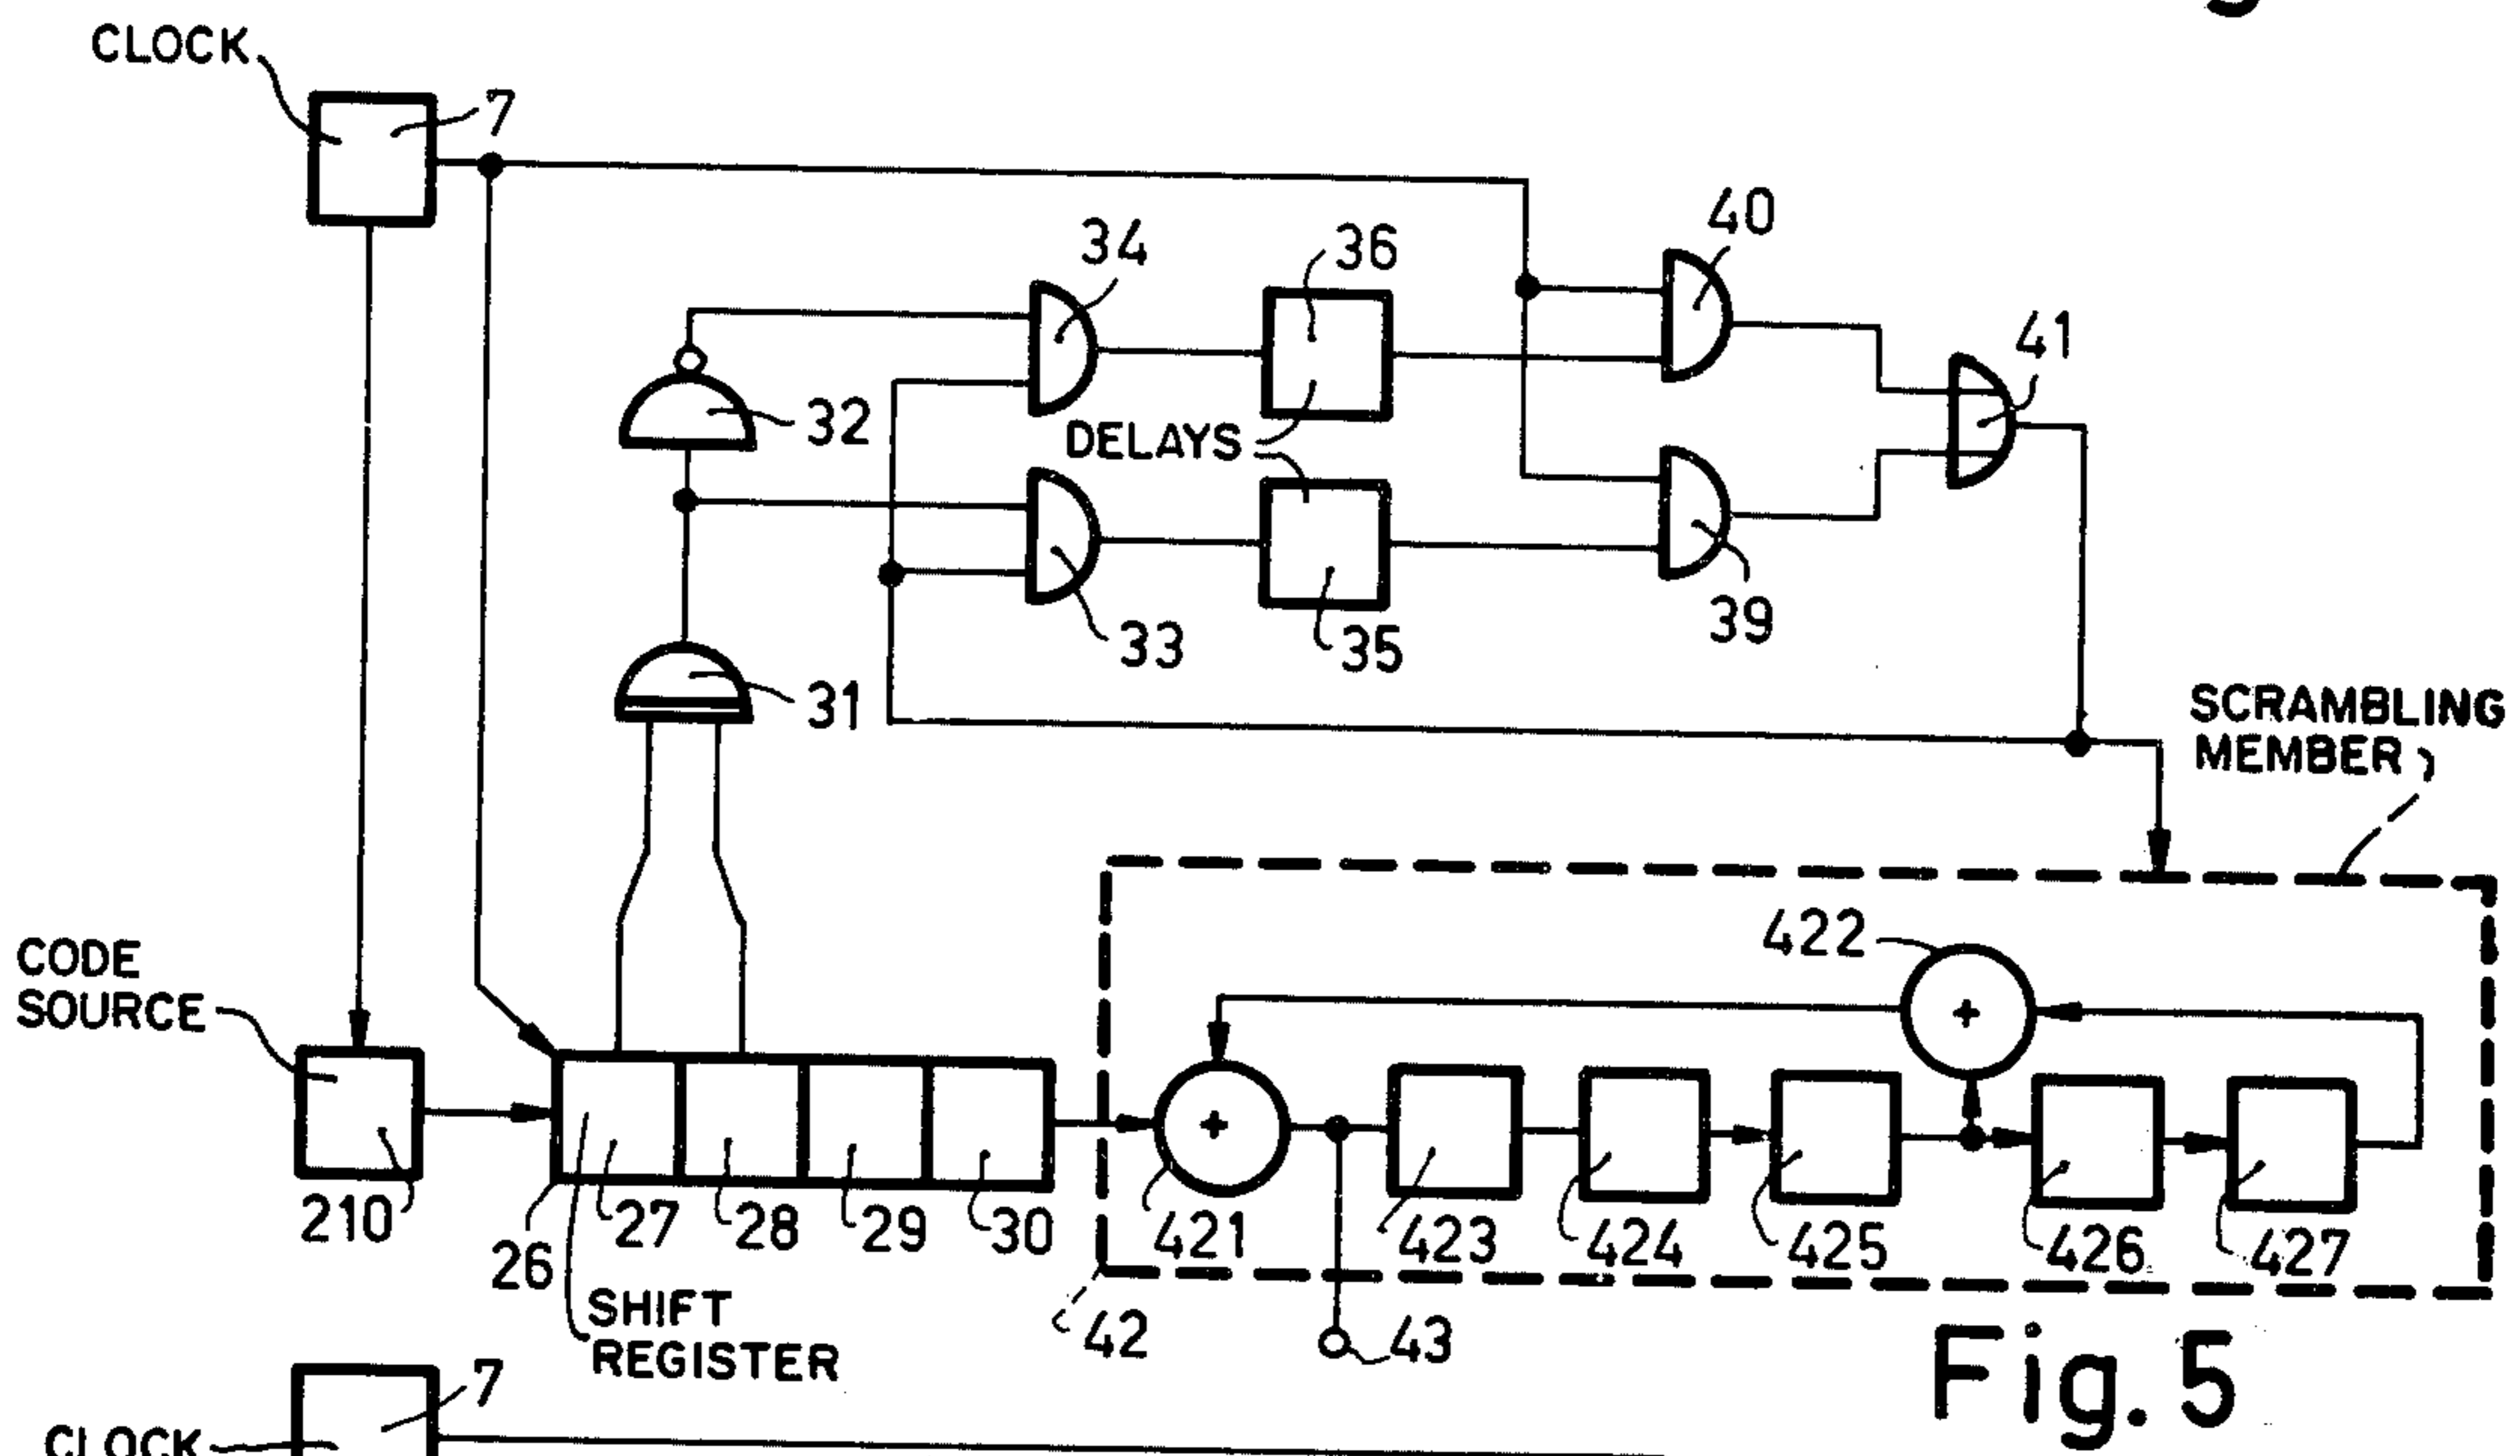 CLOCK
7
40
34
36
41
32
DELAYS
33
35
39
31
SCRAMBLING
MEMBER
422
CODE
SOURCE
+
+
210
26
27
28
29
30
421
423
424
425
426
427
SHIFT
REGISTER
42
43
Fig. 5
7
CLOCK